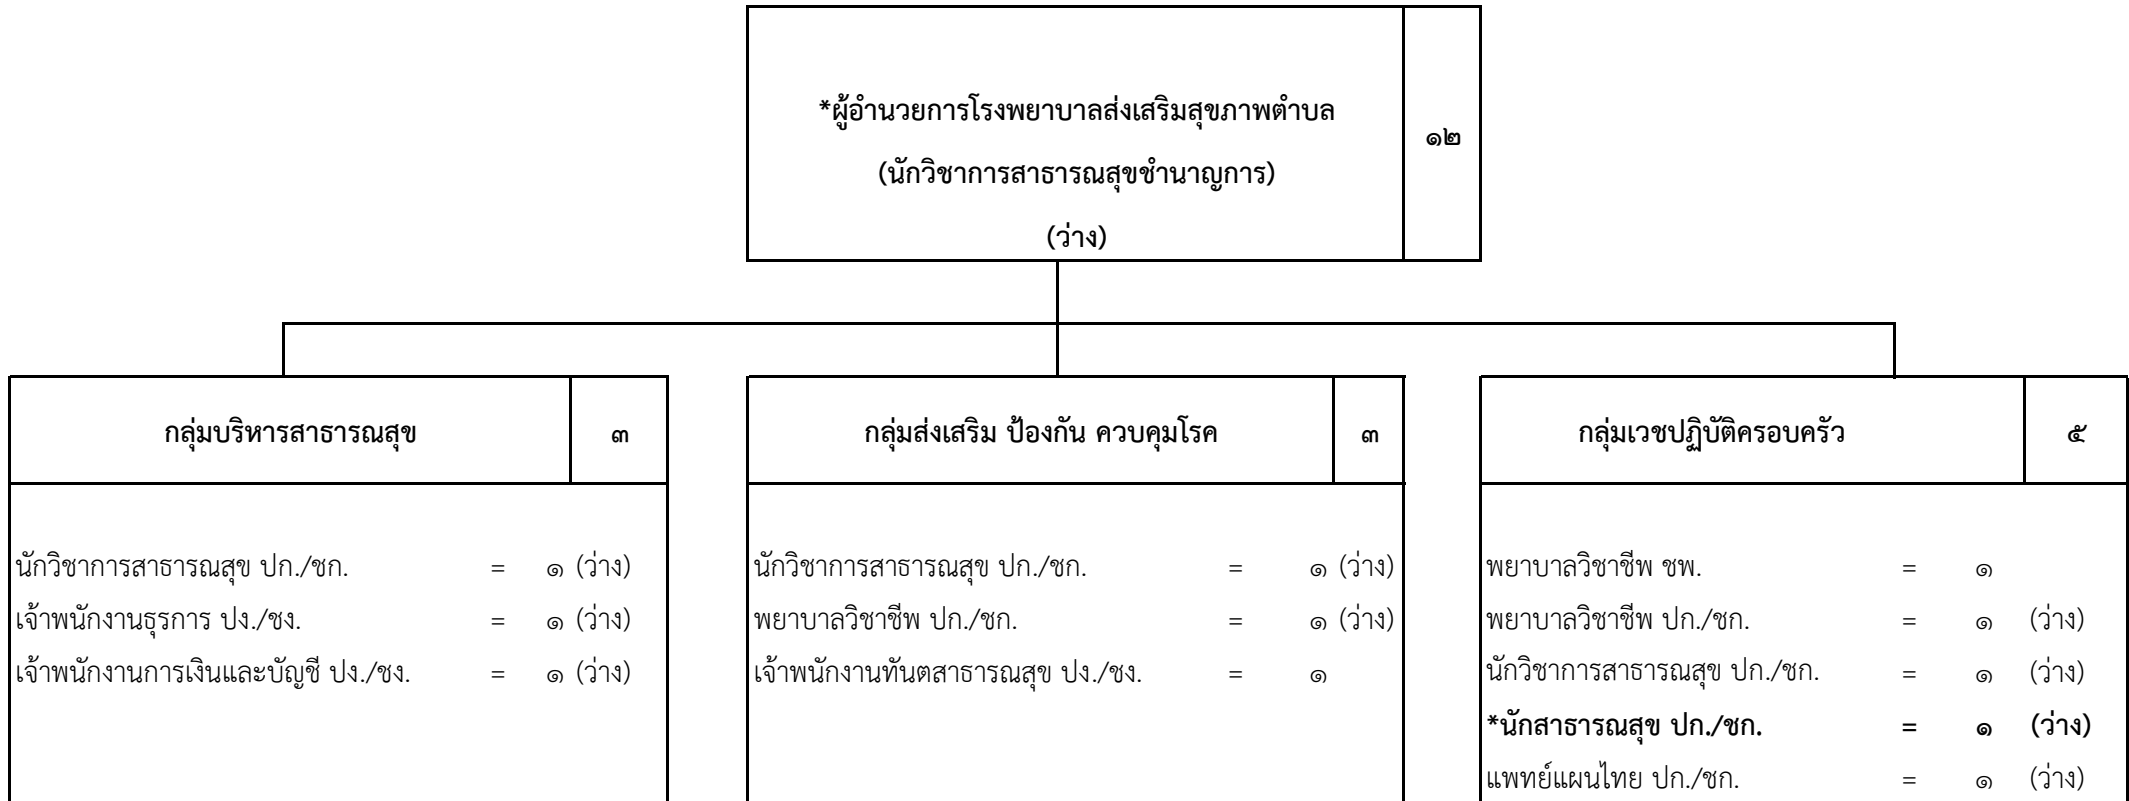 *ผู้อำนวยการโรงพยาบาลส่งเสริมสุขภาพตำบล
(นักวิชาการสาธารณสุขชำนาญการ)
(ว่าง)
๑๒
กลุ่มบริหารสาธารณสุข ๓
นักวิชาการสาธารณสุข ปก./ชก. = ๑ (ว่าง)
เจ้าพนักงานธุรการ ปง./ชง. = ๑ (ว่าง)
เจ้าพนักงานการเงินและบัญชี ปง./ชง. = ๑ (ว่าง)
กลุ่มส่งเสริม ป้องกัน ควบคุมโรค ๓
นักวิชาการสาธารณสุข ปก./ชก. = ๑ (ว่าง)
พยาบาลวิชาชีพ ปก./ชก. = ๑ (ว่าง)
เจ้าพนักงานทันตสาธารณสุข ปง./ชง. = ๑
กลุ่มเวชปฏิบัติครอบครัว ๕
พยาบาลวิชาชีพ ชพ. = ๑
พยาบาลวิชาชีพ ปก./ชก. = ๑ (ว่าง)
นักวิชาการสาธารณสุข ปก./ชก. = ๑ (ว่าง)
*นักสาธารณสุข ปก./ชก. = ๑ (ว่าง)
แพทย์แผนไทย ปก./ชก. = ๑ (ว่าง)